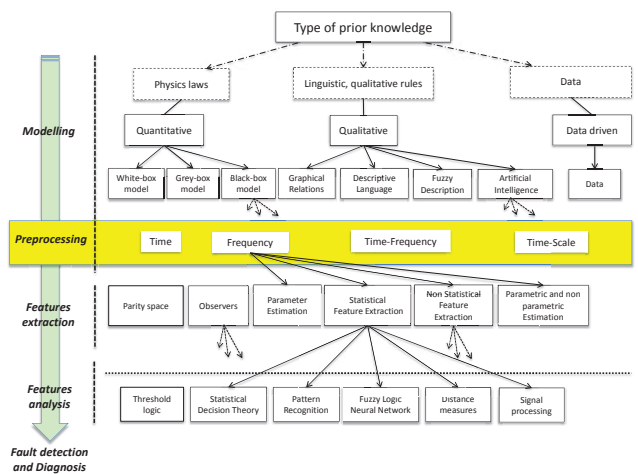 Type of prior knowledge
Physics laws
Linguistic, qualitative rules
Data
Modelling
Quantitative
Qualitative
Data driven
White-box
model
Grey-box
model
Black-box
model
Graphical
Relations
Descriptive
Language
Fuzzy
Description
Artificial
Intelligence
Data
Preprocessing
Time
Frequency
Time-Frequency
Time-Scale
Features
extraction
Parity space
Observers
Parameter
Estimation
Statistical
Feature Extraction
Non Statistical
Feature
Extraction
Parametric and non
parametric
Estimation
Features
analysis
Threshold
logic
Statistical
Decision Theory
Pattern
Recognition
Fuzzy Logic
Neural Network
Distance
measures
Signal
processing
Fault detection
and Diagnosis